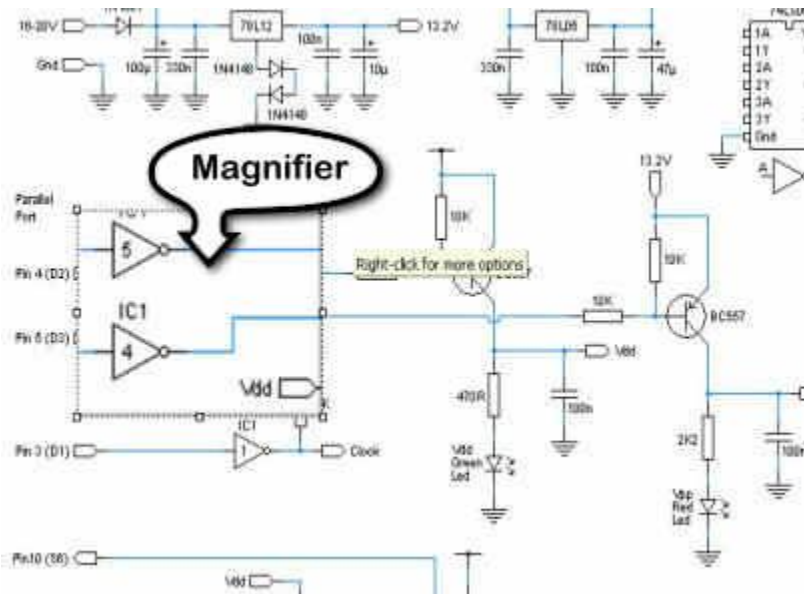 16-20V
78L12
100n
13.2V
Gnd
100µ
330n
1N4148
10µ
1N4148
330n
100n
47µ
1A
1Y
2A
2Y
3A
3Y
Gnd
A
Magnifier
Parallel
Port
13.2V
10K
10K
5
Right-click for more options
Pin 4 (D2)
IC1
10K
BC557
4
Pin 5 (D3)
Vdd
Vdd
470R
100n
2K2
100n
IC1
Pin 3 (D1)
1
Clock
Vdd
Green
Led
Vpp
Red
Led
Pin10 (S6)
Vdd